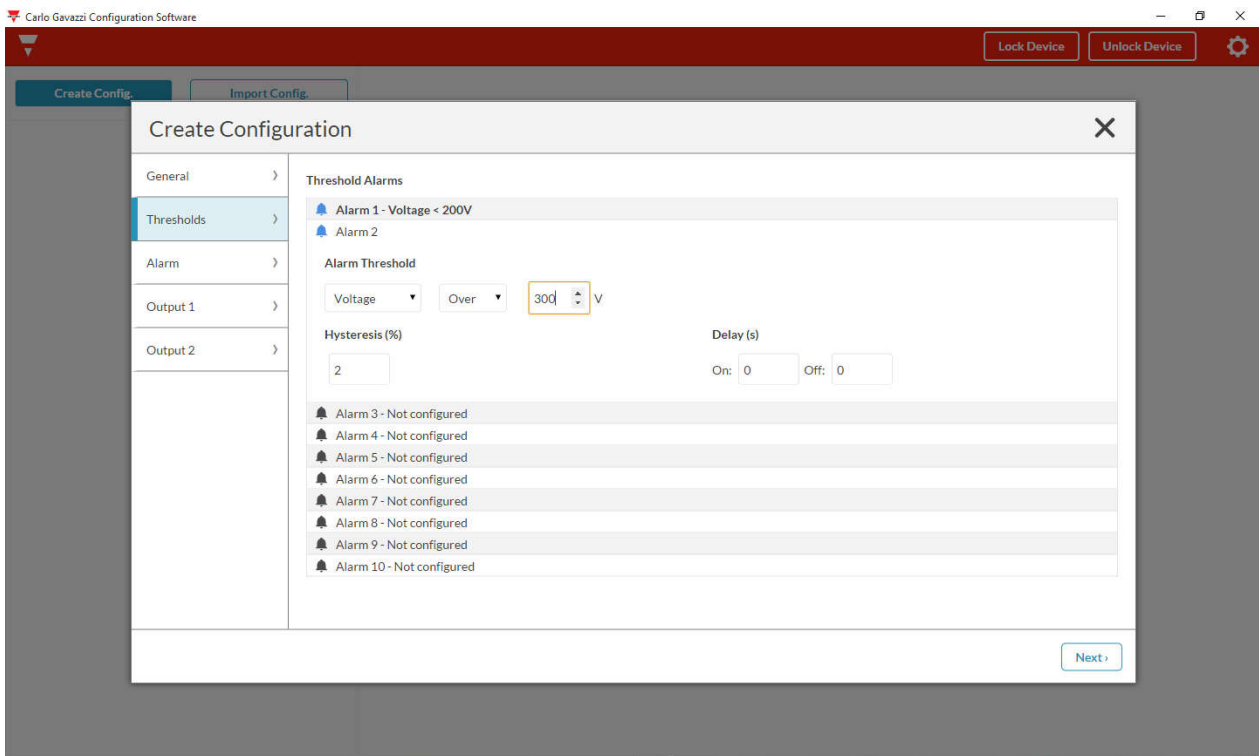 Carlo Gavazzi Configuration Software
Lock Device Unlock Device
Create Config. Import Config.
Create Configuration
General
Thresholds
Alarm
Output 1
Output 2
Threshold Alarms
Alarm 1 - Voltage < 200V
Alarm 2
Alarm Threshold
Voltage Over 300 V
Hysteresis (%) Delay (s)
2 On: 0 Off: 0
Alarm 3 - Not configured
Alarm 4 - Not configured
Alarm 5 - Not configured
Alarm 6 - Not configured
Alarm 7 - Not configured
Alarm 8 - Not configured
Alarm 9 - Not configured
Alarm 10 - Not configured
Next ›